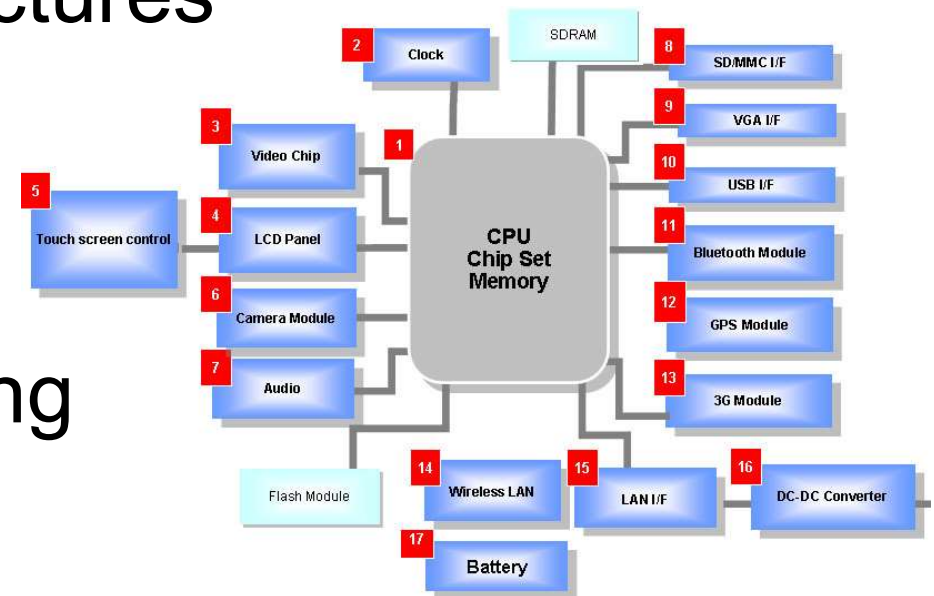 ctures
2
Clock
SDRAM
8
SD/MMC I/F
3
Video Chip
1
9
VGA I/F
5
Touch screen control
4
LCD Panel
CPU
Chip Set
Memory
10
USB I/F
11
Bluetooth Module
6
Camera Module
12
GPS Module
ng
7
Audio
13
3G Module
Flash Module
14
Wireless LAN
15
LAN I/F
16
DC-DC Converter
17
Battery